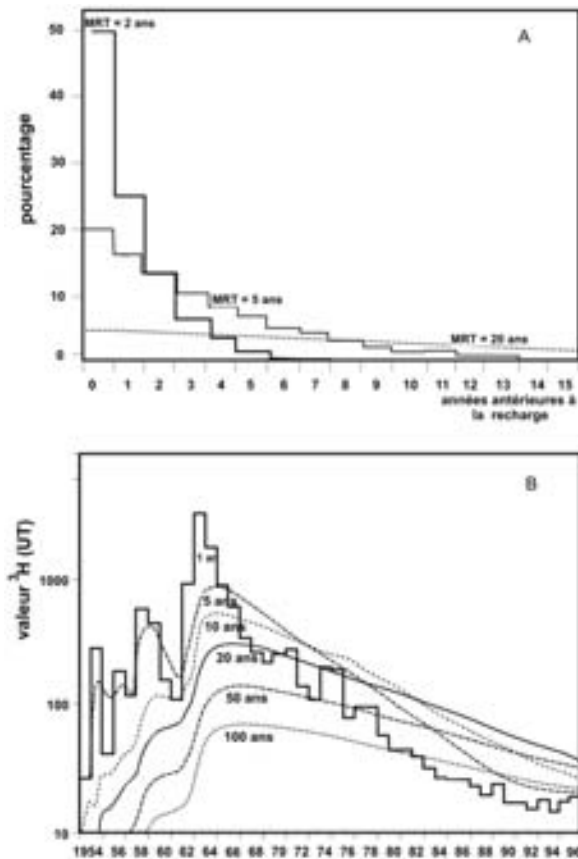 A
50
MRT = 2 ans
40
30
20
10
0
pourcentage
MRT = 5 ans
MRT = 20 ans
0 1 2 3 4 5 6 7 8 9 10 11 12 13 14 15
années antérieures à
la recharge
B
valeur ³H (UT)
1000
100
10
1 an
5 ans
10 ans
20 ans
50 ans
100 ans
1954 56 58 60 62 64 66 68 70 72 74 76 78 80 82 84 86 88 90 92 94 96